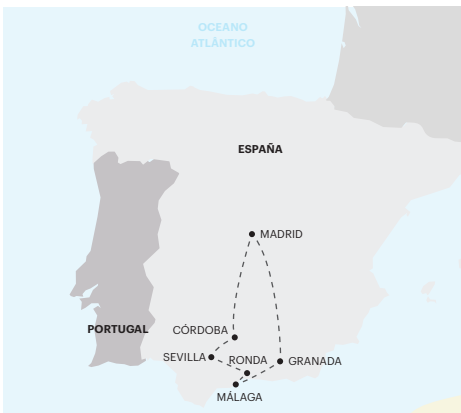 OCEANO
ATLÁNTICO
ESPAÑA
MADRID
PORTUGAL
CÓRDOBA
SEVILLA
RONDA
GRANADA
MÁLAGA